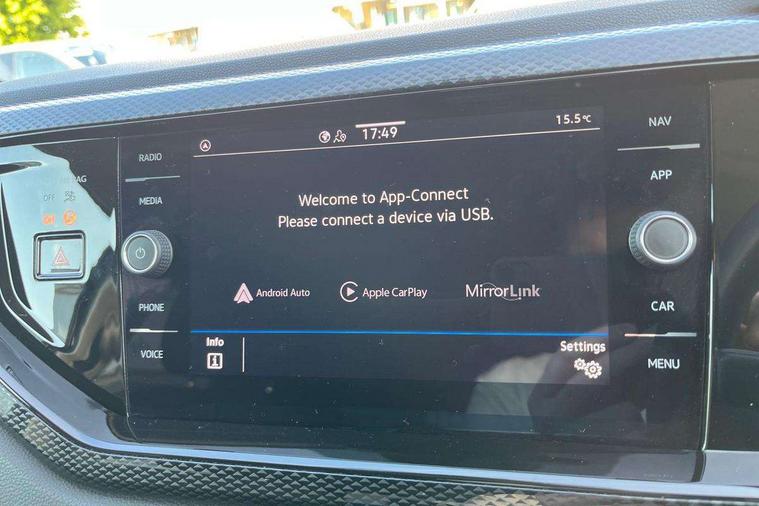 17:49
15.5°C
Welcome to App-Connect
Please connect a device via USB.
Android Auto
Apple CarPlay
MirrorLink
Info
Settings
RADIO
MEDIA
PHONE
VOICE
NAV
APP
CAR
MENU
OFF
ON